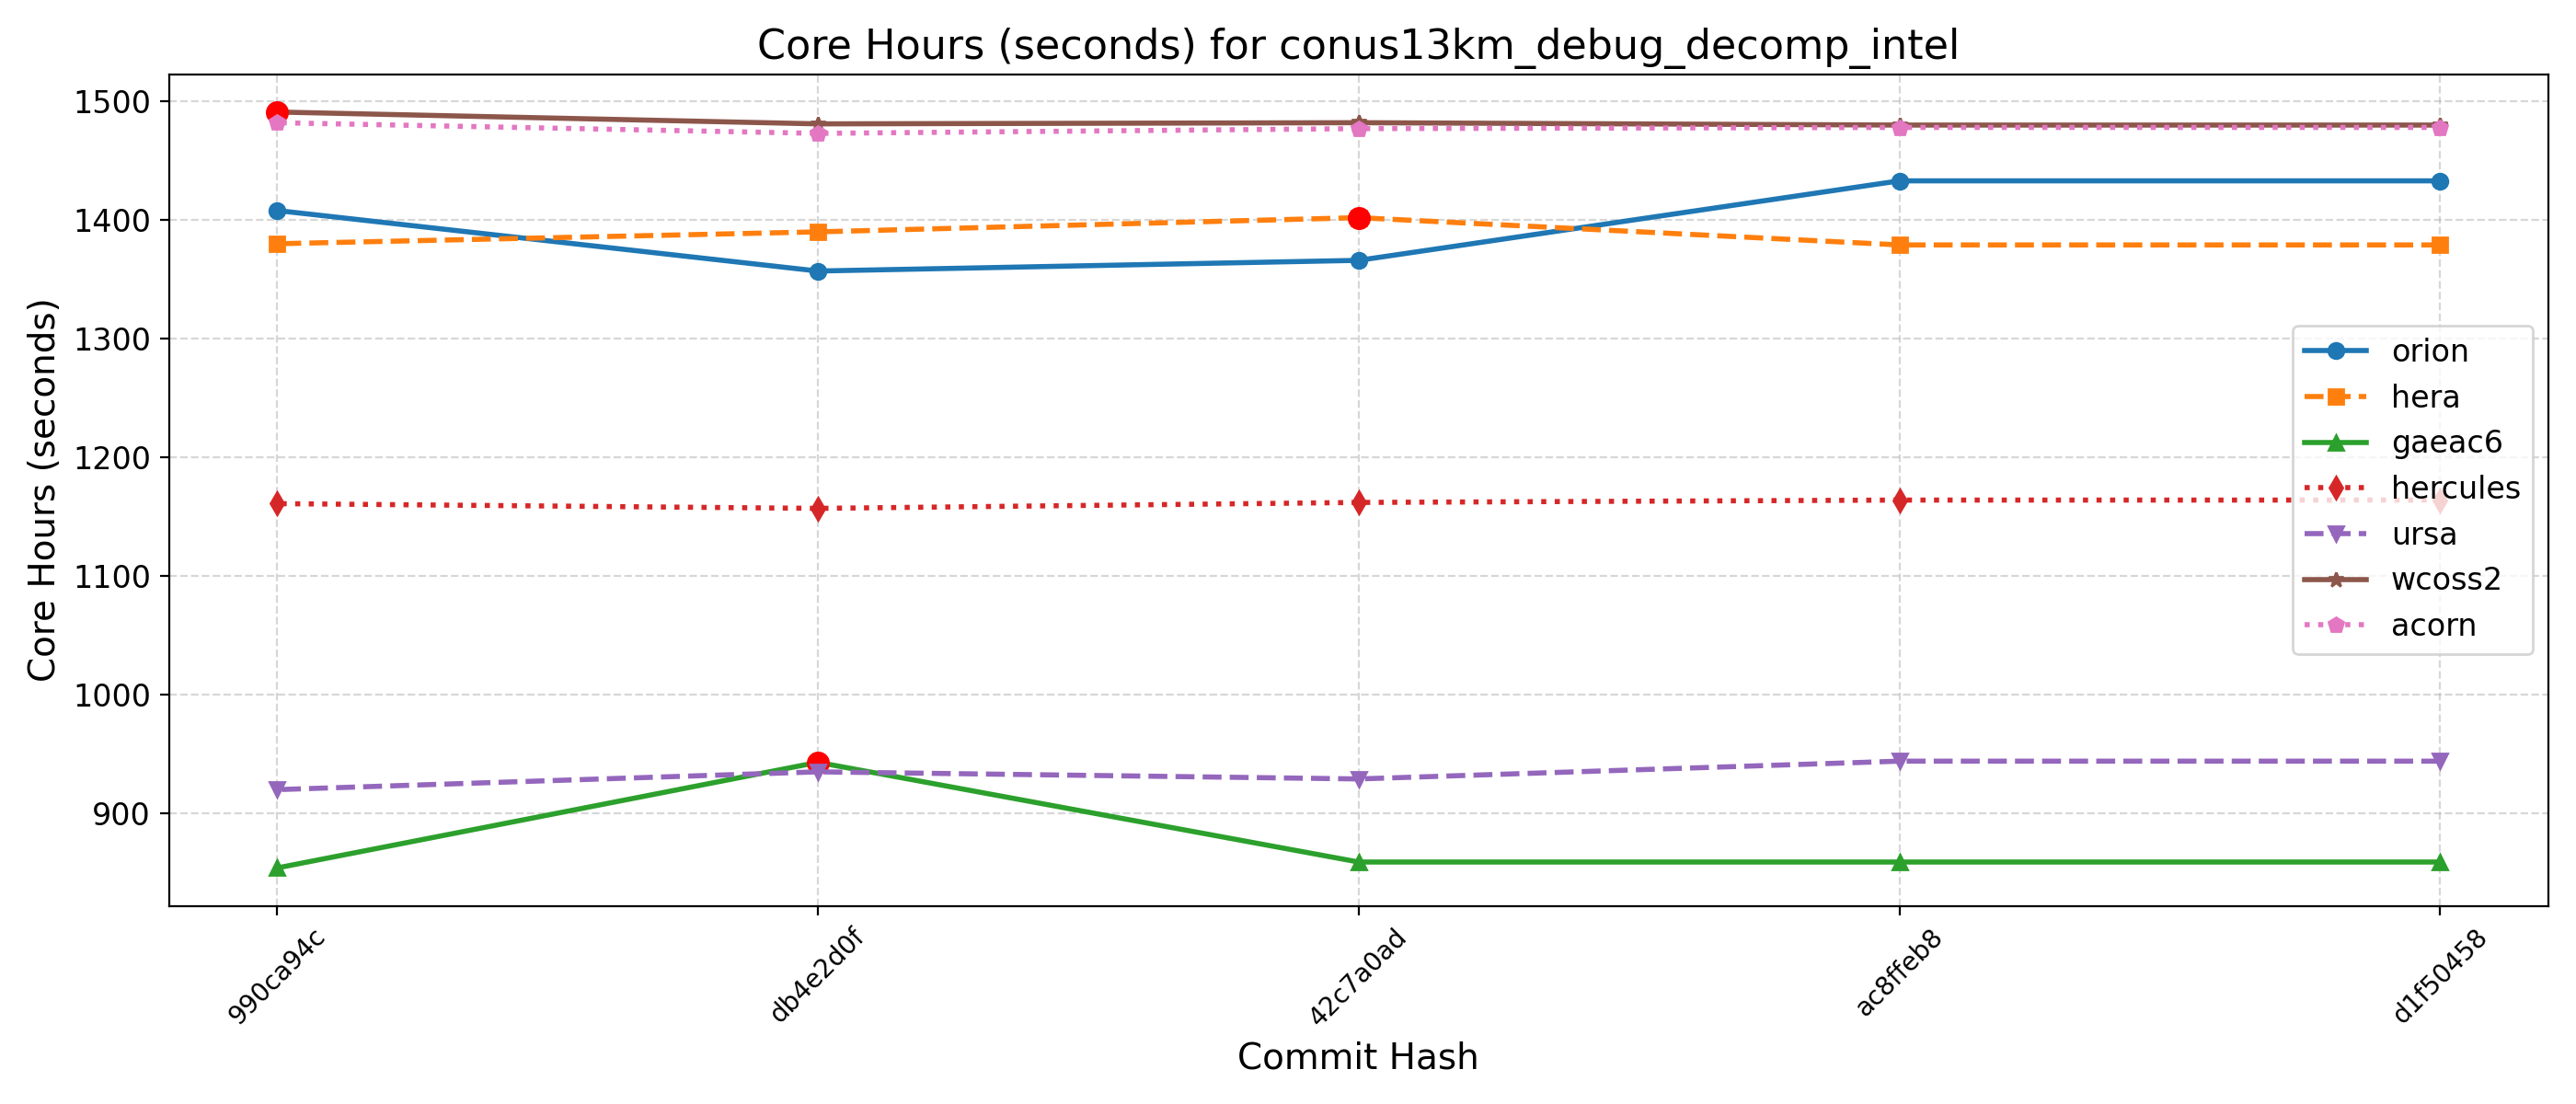 Core Hours (seconds) for conus13km_debug_decomp_intel
Core Hours (seconds)
1500
1400
1300
1200
1100
1000
900
orion
hera
gaeac6
hercules
ursa
wcoss2
acorn
990ca94c
db4e2d0f
42c7a0ad
ac8ffeb8
d1f50458
Commit Hash